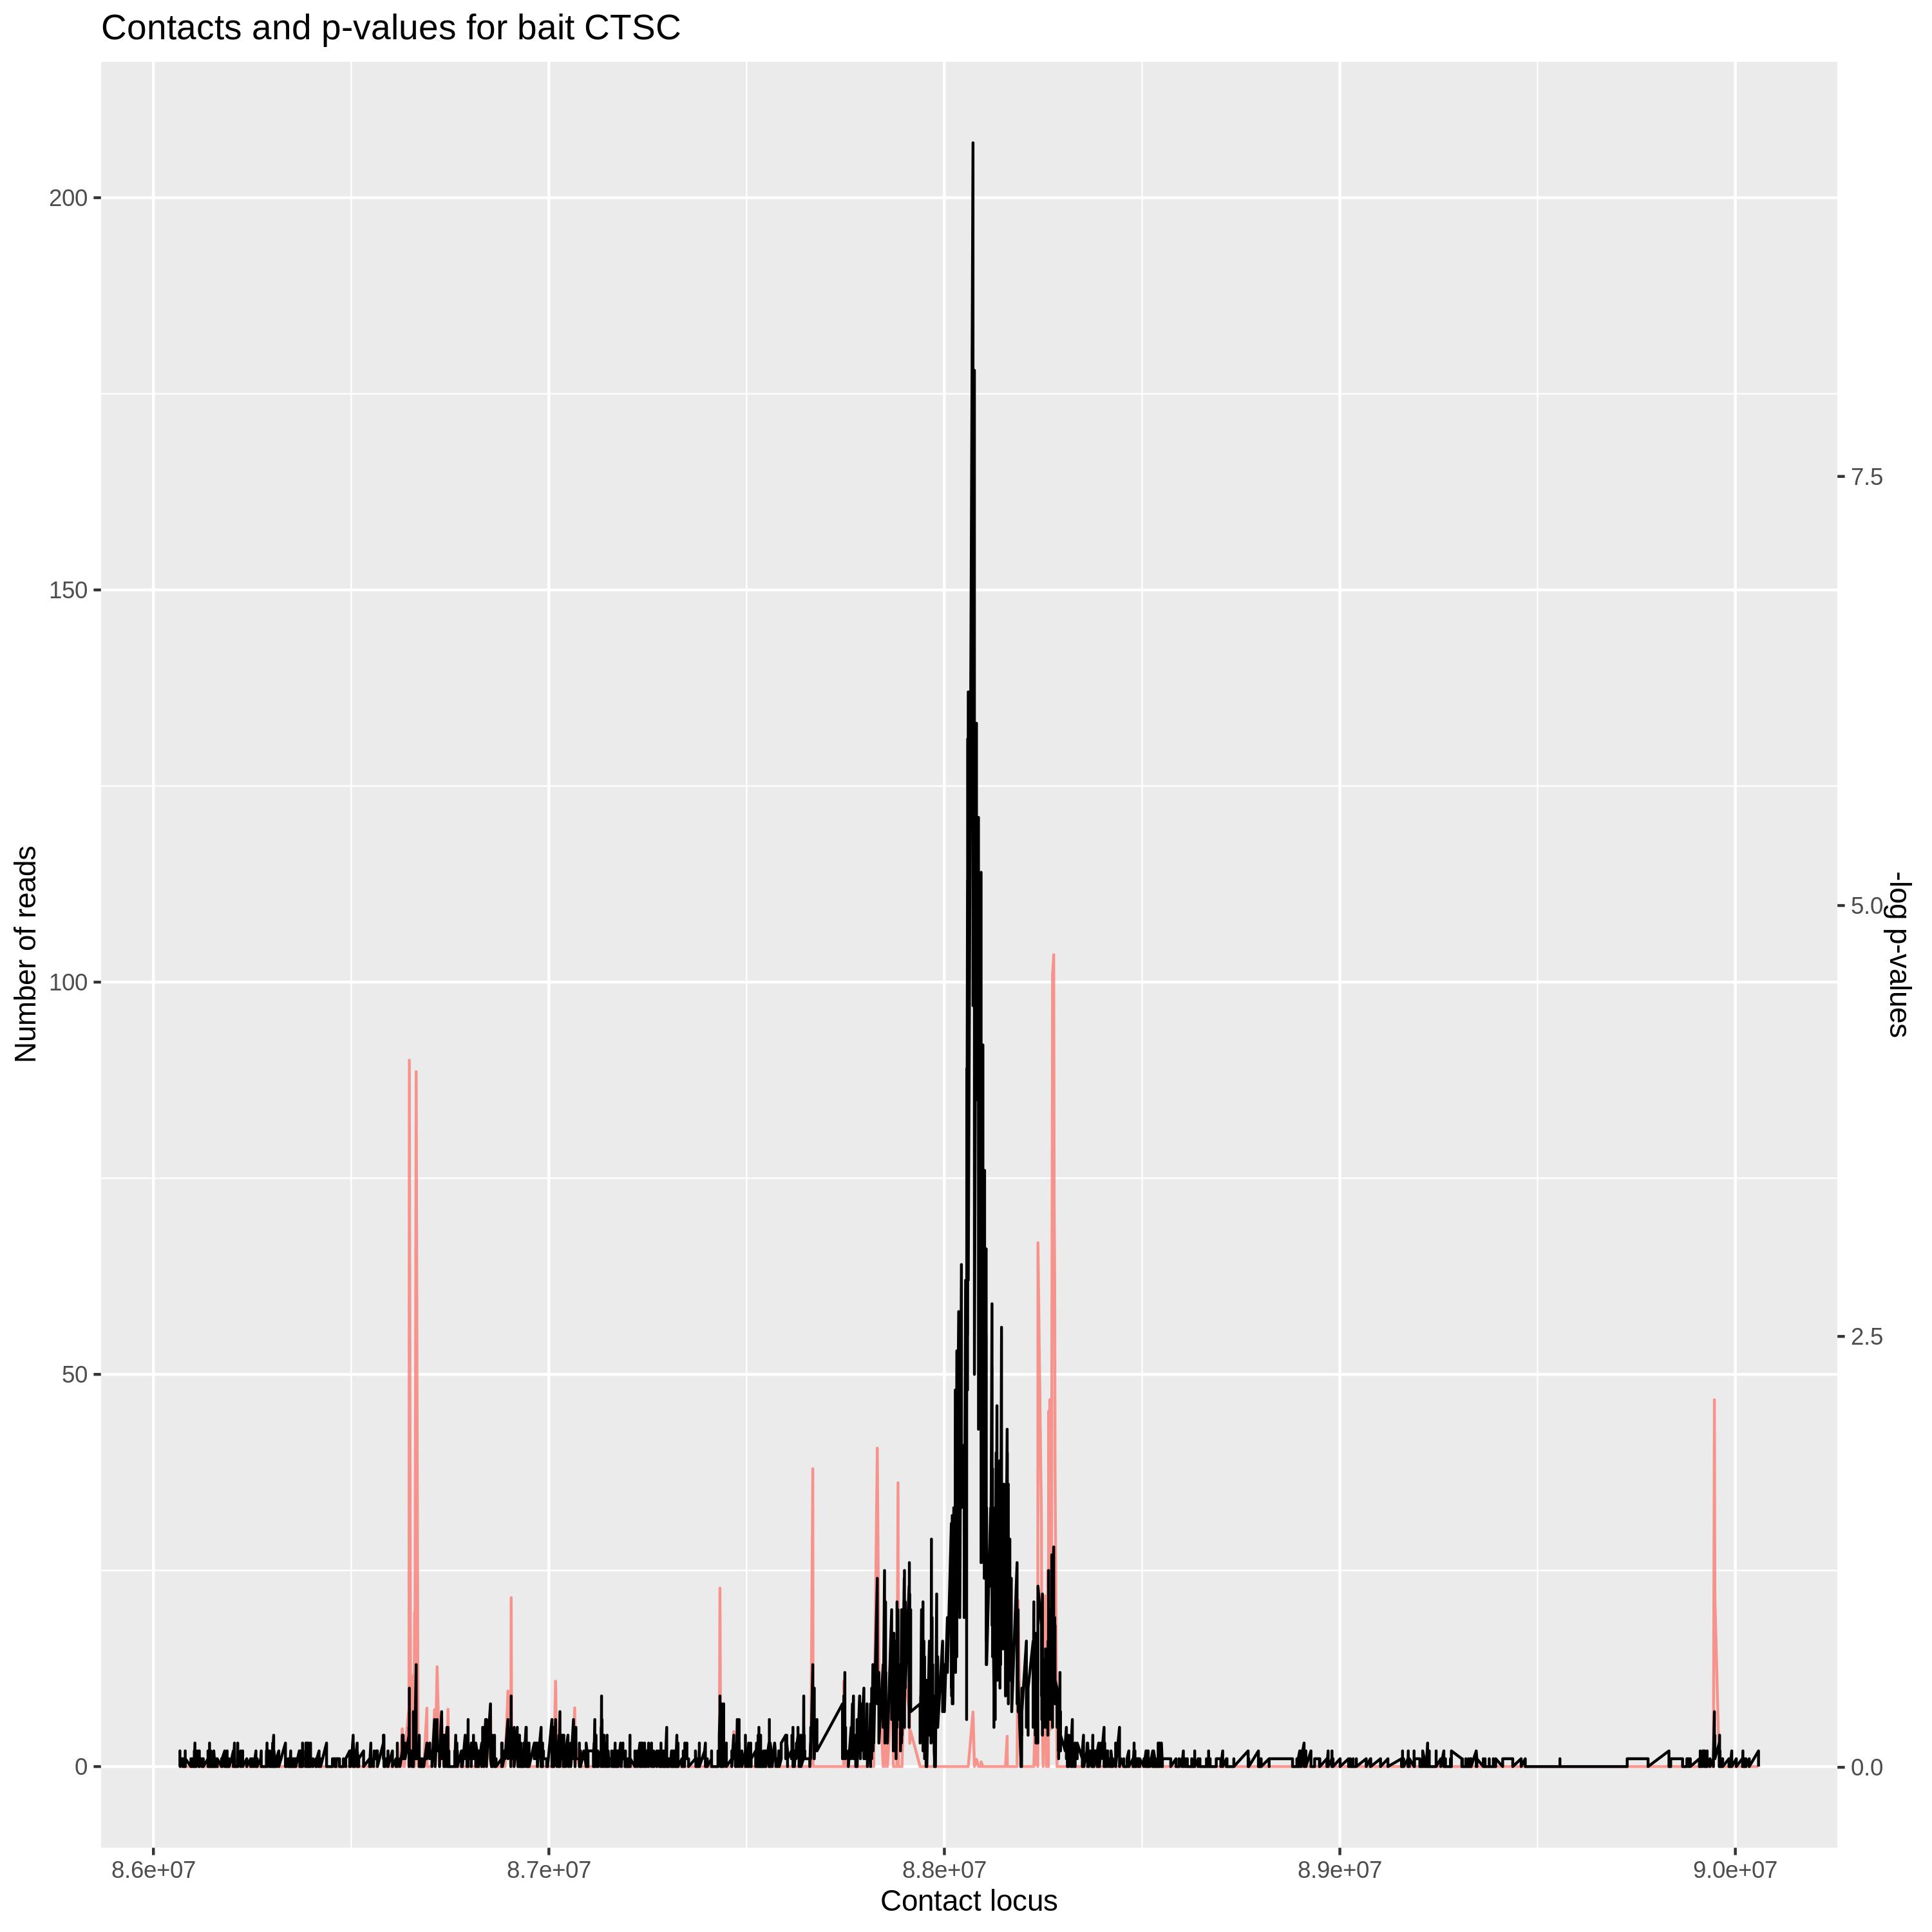 Contacts and p-values for bait CTSC
Number of reads
200
150
100
50
0
7.5
5.0
2.5
0.0
-log p-values
8.6e+07 8.7e+07 8.8e+07 8.9e+07 9.0e+07
Contact locus